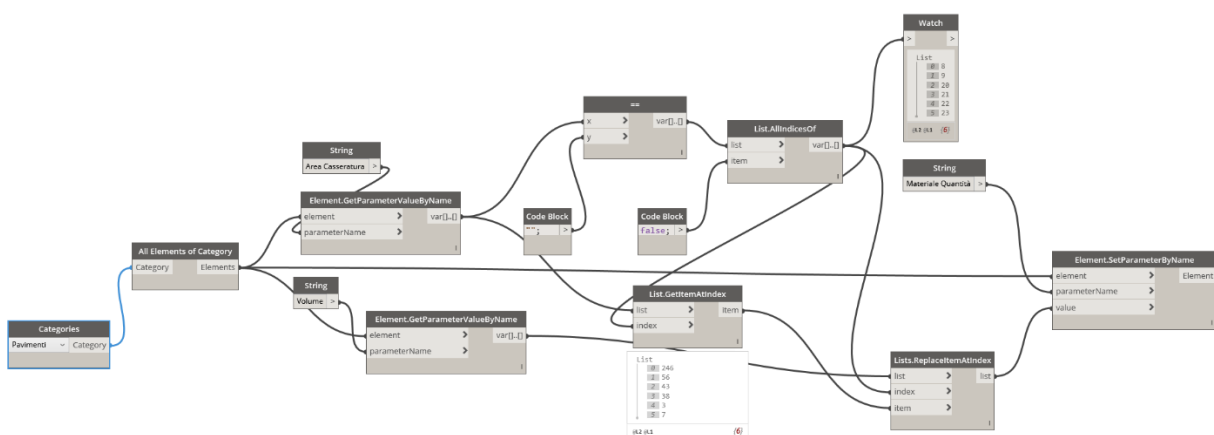 Categories
Pavimenti
Category
All Elements of Category
Category > Elements >
String
Area Casseratura >
Element.GetParameterValueByName
element > var[]..[]
parameterName >
String
Volume >
Element.GetParameterValueByName
element > var[]..[]
parameterName >
==
x > var[]..[]
y >
Code Block
""; >
Code Block
false; >
List.AllIndicesOf
list > var[]..[]
item >
List.GetItemAtIndex
list > item
index >
List
0 246
1 56
2 43
3 38
4 3
5 7
@L2 @L1 {6}
Watch
> >
List
0 8
1 9
2 20
3 21
4 22
5 23
@L2 @L1 {6}
String
Materiale Quantità >
Lists.ReplaceItemAtIndex
list > list
index >
item >
Element.SetParameterByName
element > Element
parameterName >
value >